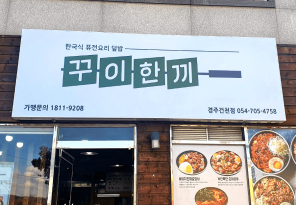 한국식 퓨전요리 덮밥
꾸이한끼
가맹문의 1811-9208
경주건천점 054-705-4758